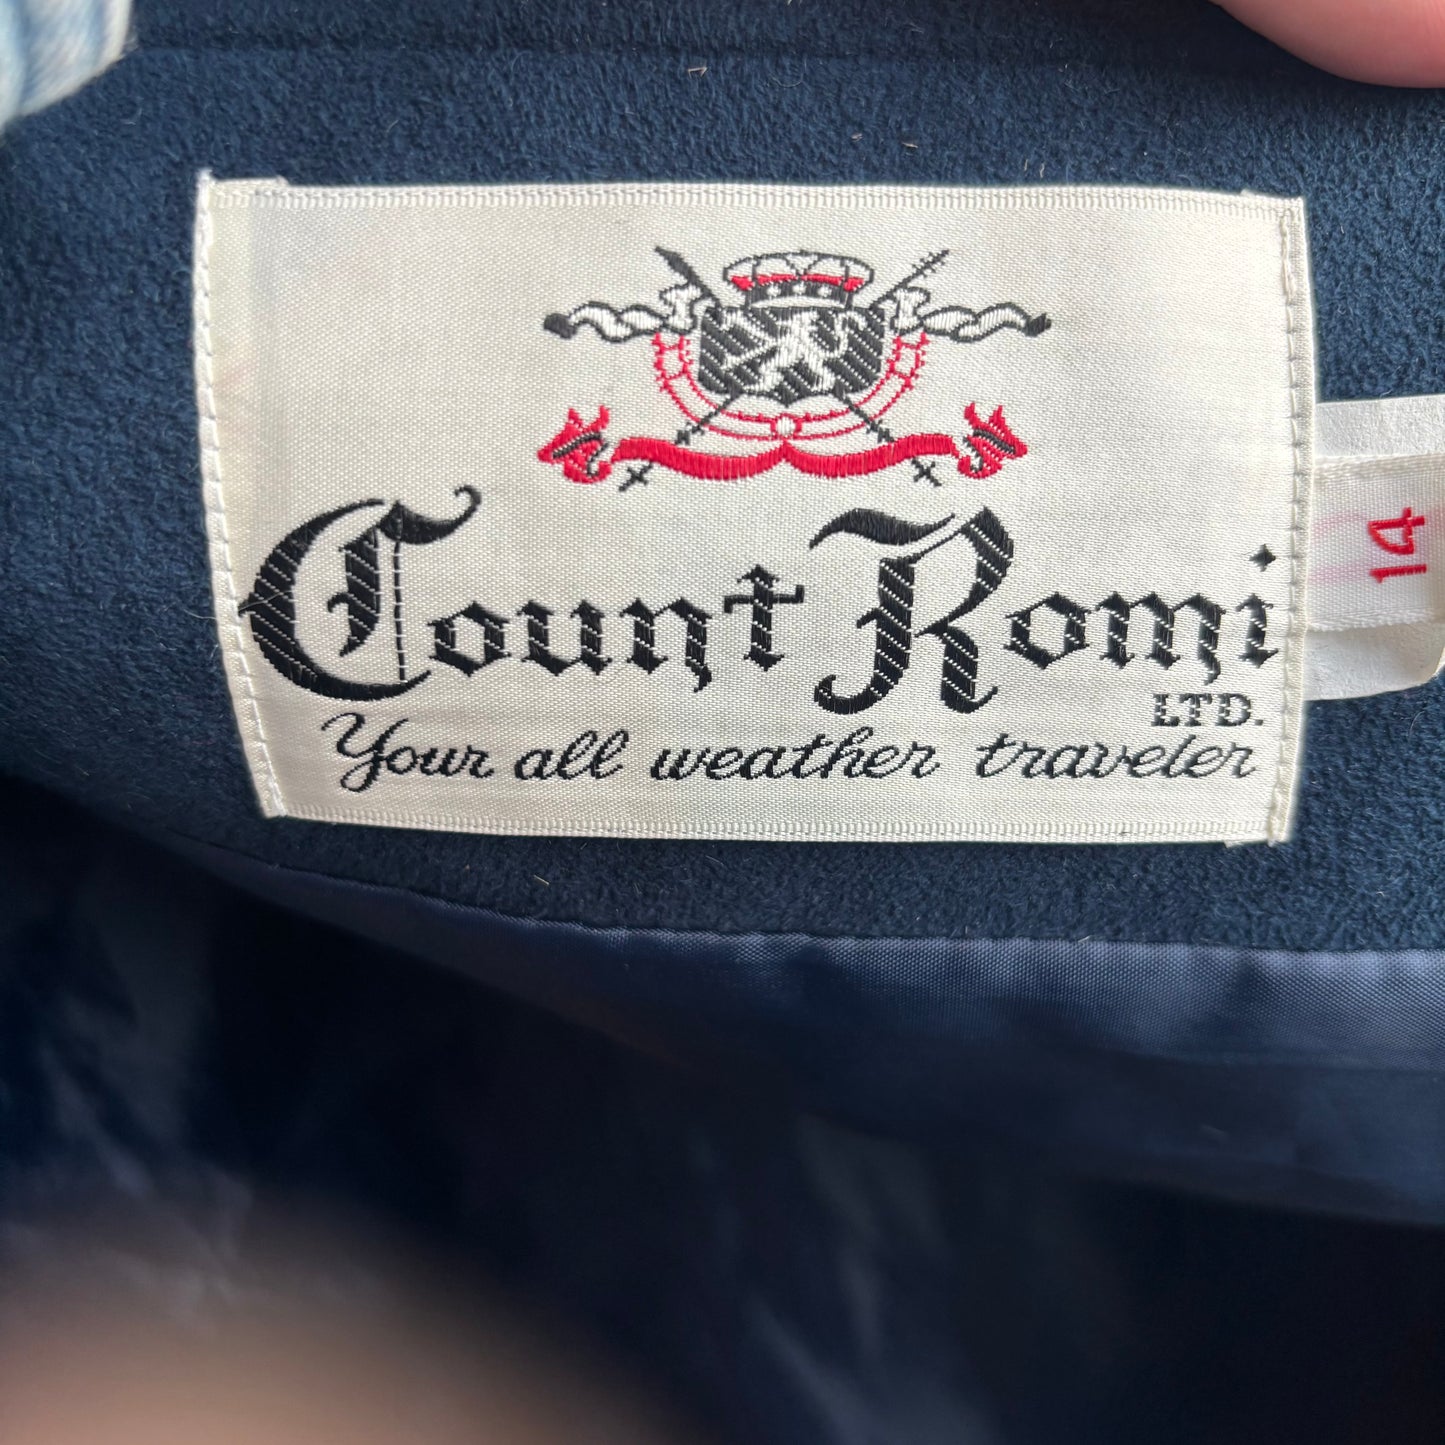 Count Romi
LTD.
Your all weather traveler
14